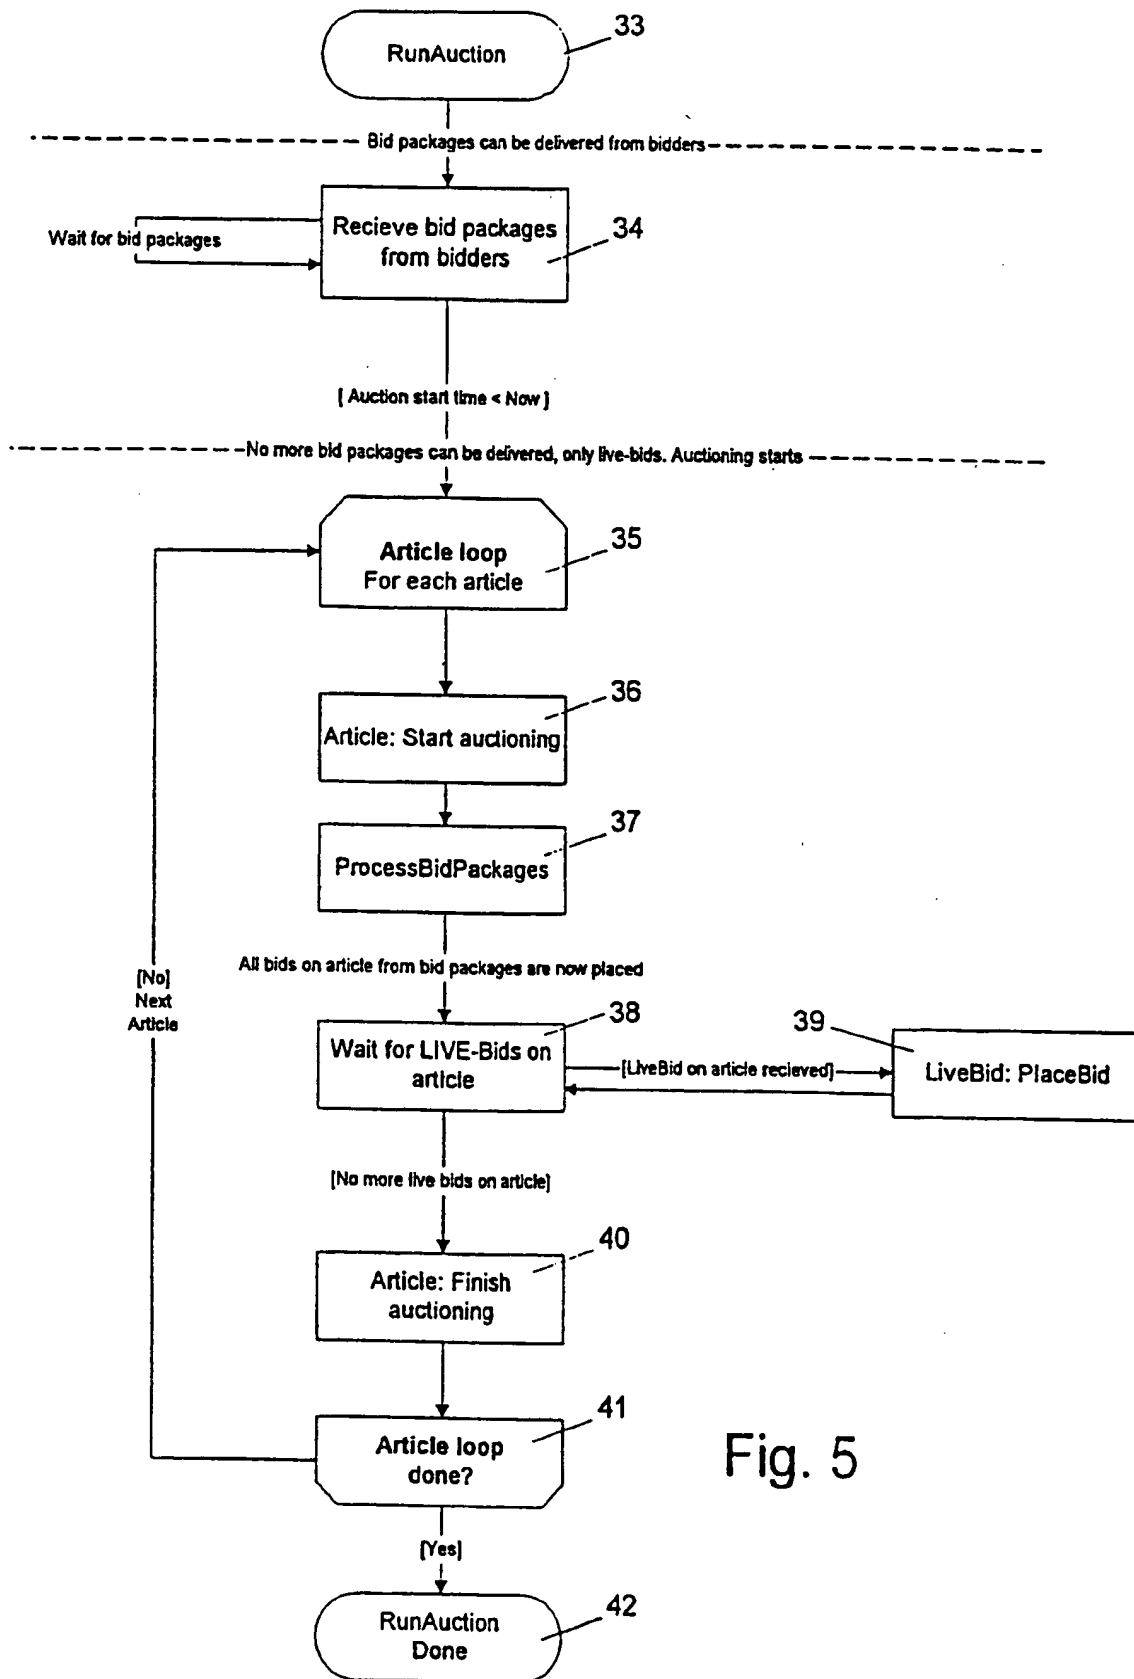 33
RunAuction
Bid packages can be delivered from bidders
Recieve bid packages
from bidders
34
Wait for bid packages
[ Auction start time < Now ]
No more bid packages can be delivered, only live-bids. Auctioning starts
Article loop
For each article
35
36
Article: Start auctioning
37
ProcessBidPackages
All bids on article from bid packages are now placed
[No]
Next
Article
38
Wait for LIVE-Bids on
article
[LiveBid on article recieved]
39
LiveBid: PlaceBid
[No more live bids on article]
40
Article: Finish
auctioning
41
Article loop
done?
Fig. 5
[Yes]
42
RunAuction
Done